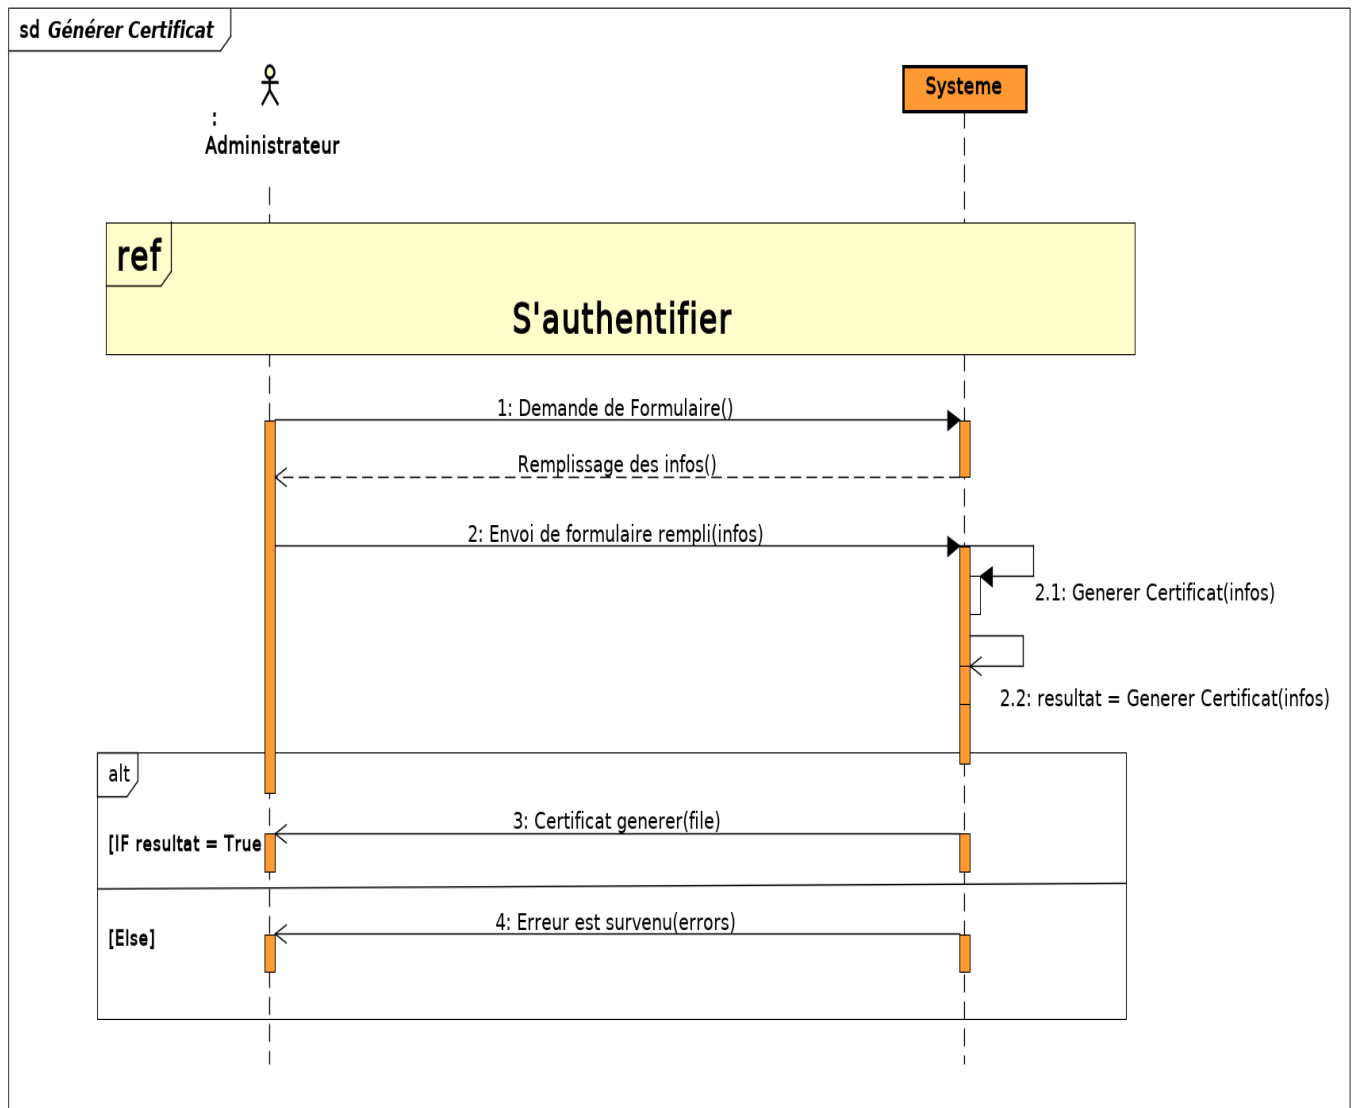 sd Générer Certificat
Systeme
:
Administrateur
ref
S'authentifier
1: Demande de Formulaire()
Remplissage des infos()
2: Envoi de formulaire rempli(infos)
2.1: Generer Certificat(infos)
2.2: resultat = Generer Certificat(infos)
alt
3: Certificat generer(file)
[IF resultat = True
4: Erreur est survenu(errors)
[Else]